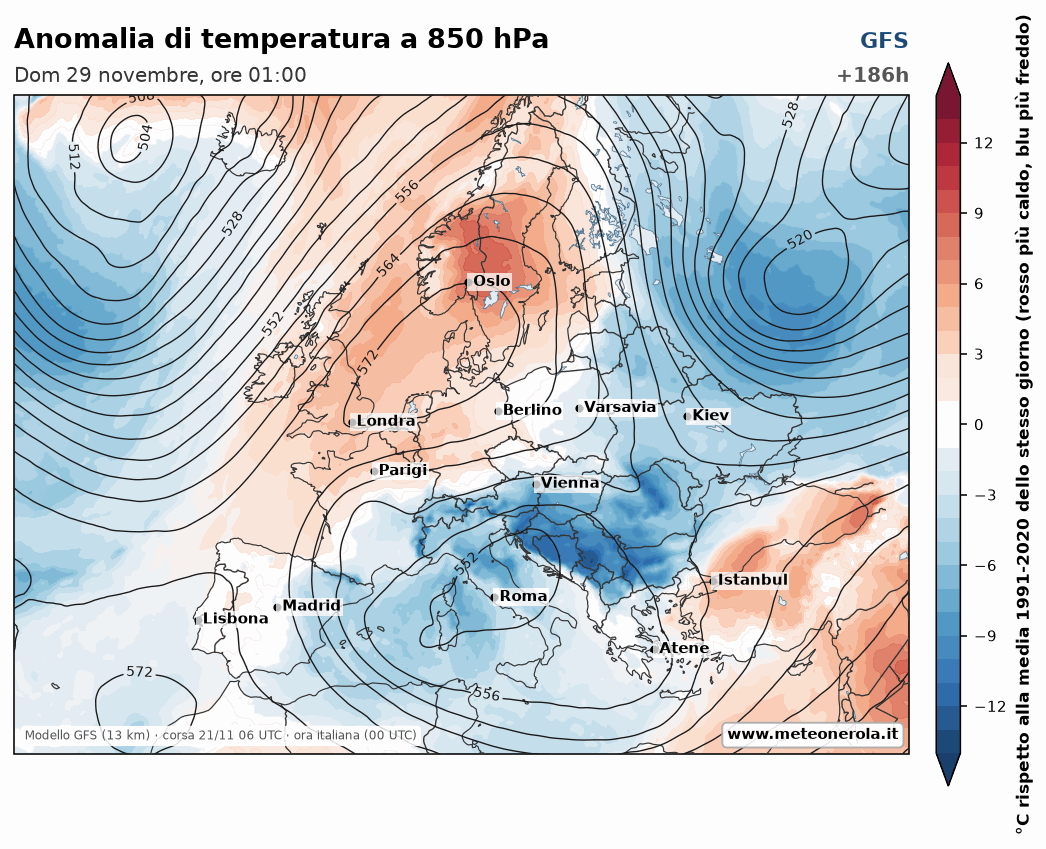 Anomalia di temperatura a 850 hPa
GFS
Dom 29 novembre, ore 01:00
+186h
504
512
528
528
556
520
564
552
572
552
556
572
Oslo
Londra
Berlino
Varsavia
Kiev
Parigi
Vienna
Istanbul
Madrid
Roma
Lisbona
Atene
Modello GFS (13 km) · corsa 21/11 06 UTC · ora italiana (00 UTC)
www.meteonerola.it
12
9
6
3
0
−3
−6
−9
−12
°C rispetto alla media 1991-2020 dello stesso giorno (rosso più caldo, blu più freddo)